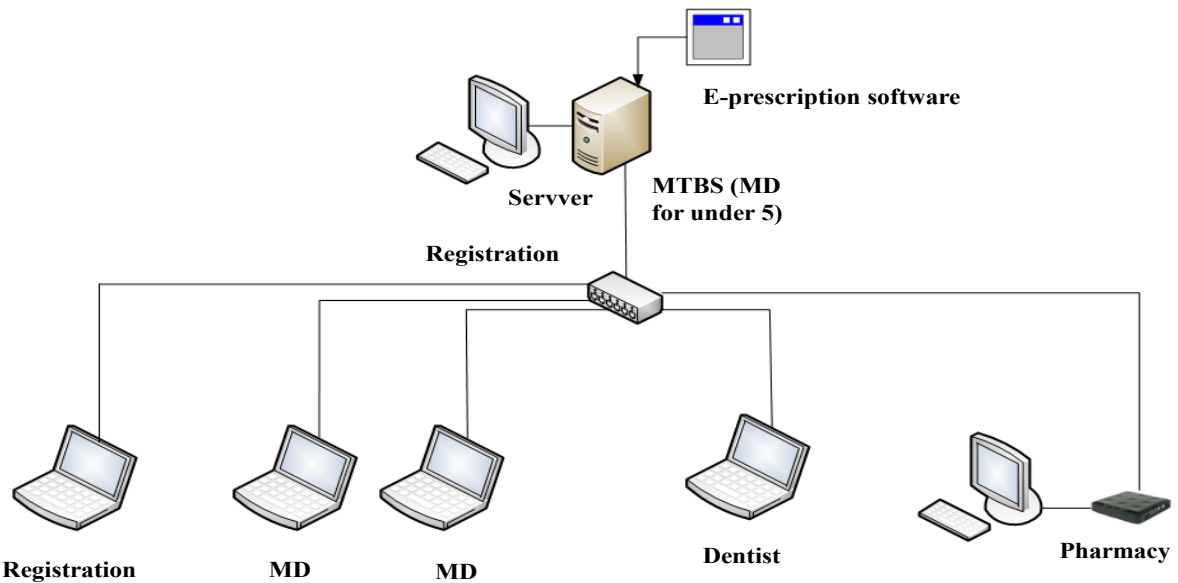 E-prescription software
Servver
MTBS (MD
for under 5)
Registration
Registration
MD
MD
Dentist
Pharmacy